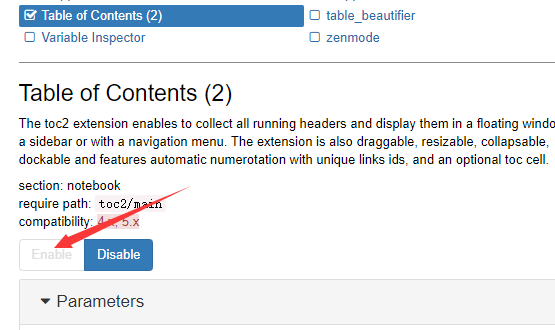 Table of Contents (2)
table_beautifier
Variable Inspector
zenmode
Table of Contents (2)
The toc2 extension enables to collect all running headers and display them in a floating windo
a sidebar or with a navigation menu. The extension is also draggable, resizable, collapsable,
dockable and features automatic numerotation with unique links ids, and an optional toc cell.
section: notebook
require path: toc2/main
compatibility: 4.x, 5.x
Enable Disable
Parameters